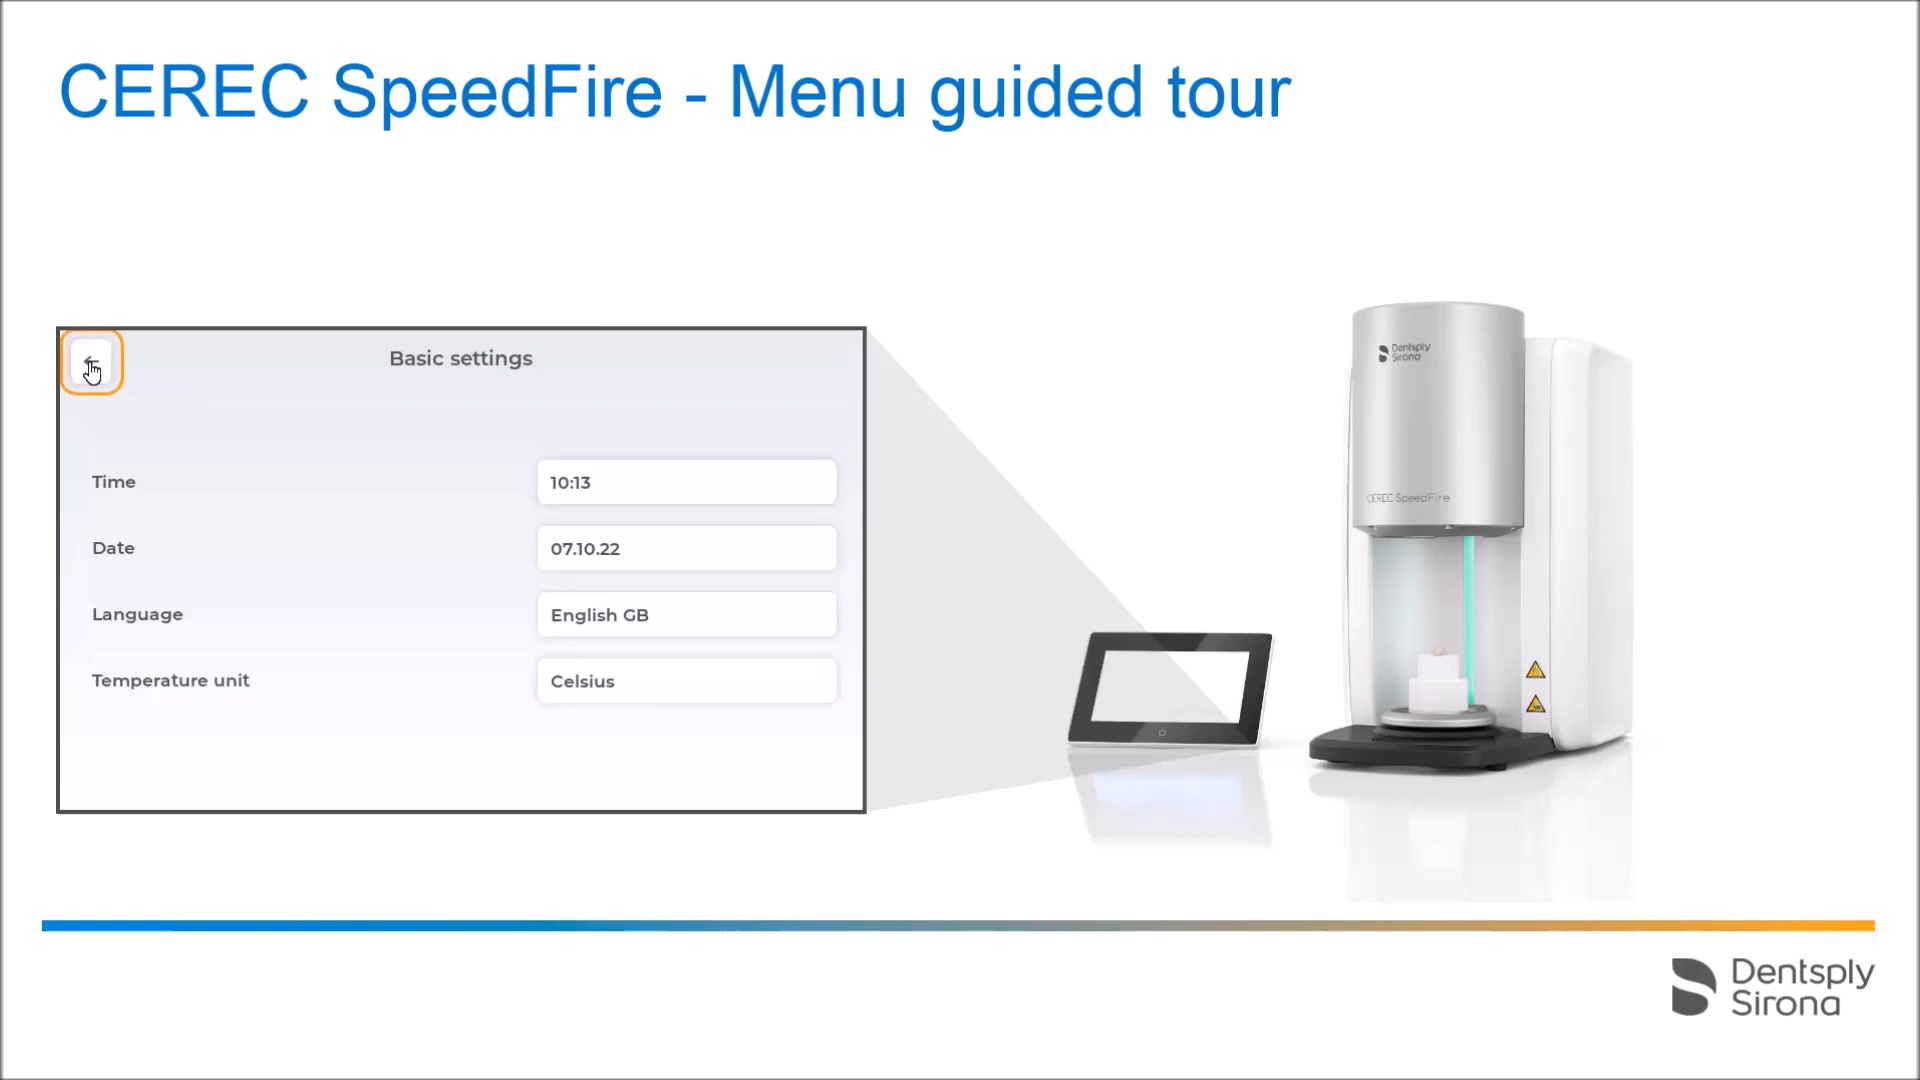 CEREC SpeedFire - Menu guided tour
Basic settings
Time
10:13
Date
07.10.22
Language
English GB
Temperature unit
Celsius
Dentsply
Sirona
CEREC SpeedFire
Dentsply
Sirona